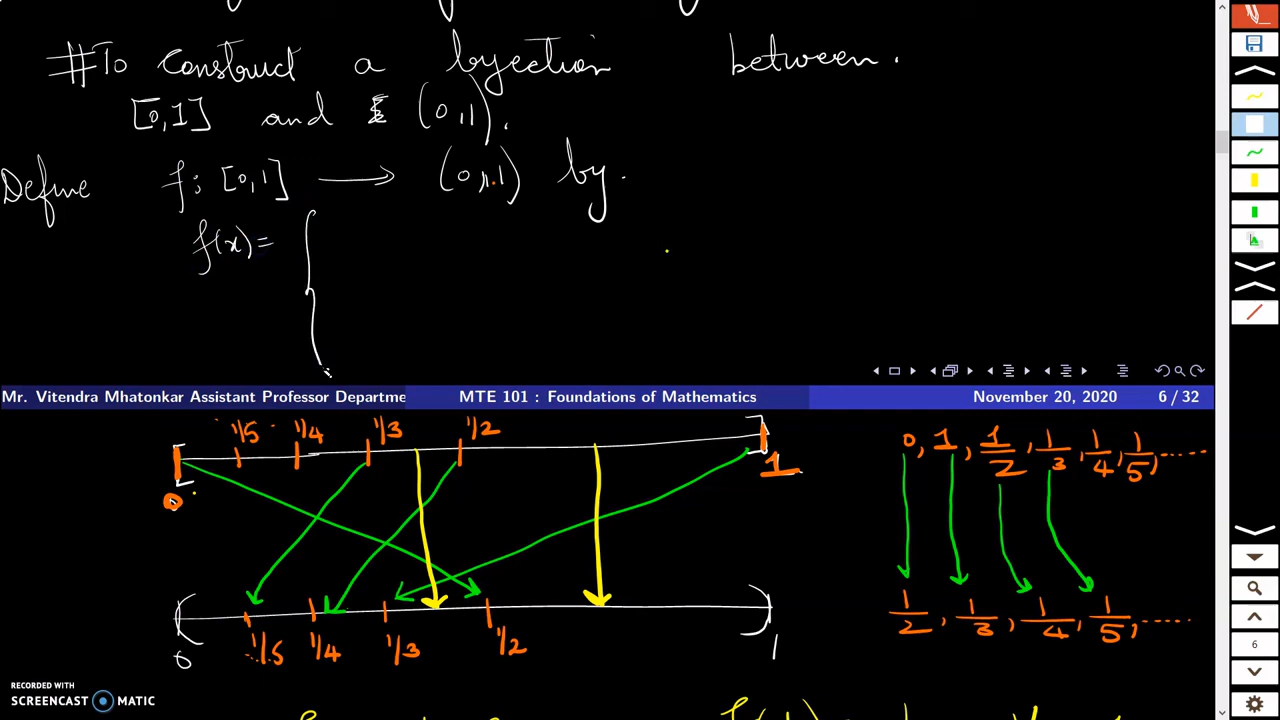 #To construct a byection between.
[0,1] and (0,1).
Define f: [0,1] ⟶ (0,1) by.
f(x)= {
Mr. Vitendra Mhatonkar Assistant Professor Departme
MTE 101 : Foundations of Mathematics
November 20, 2020
6 / 32
1/5 1/4 1/3 1/2
0 1
0, 1, 1/2, 1/3, 1/4, 1/5, ......
1/2, 1/3, 1/4, 1/5, .....
1/5 1/4 1/3 1/2
0 1
6
RECORDED WITH
SCREENCAST MATIC